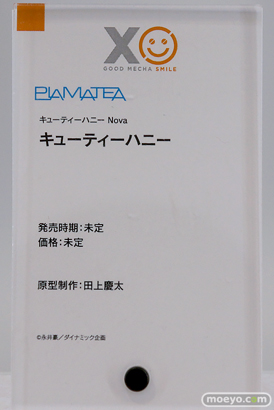 XO
GOOD MECHA SMILE
PLAMATEA
キューティーハニー Nova
キューティーハニー
発売時期:未定
価格:未定
原型制作:田上慶太
©永井豪/ダイナミック企画
moeyo.com